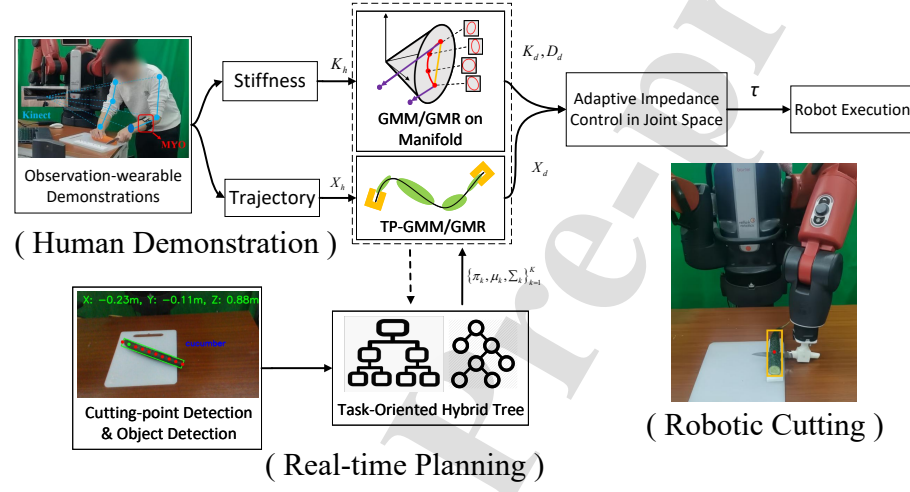 Kinect
MYO
Observation-wearable
Demonstrations
( Human Demonstration )
Stiffness
Trajectory
K_h
X_h
GMM/GMR on
Manifold
TP-GMM/GMR
K_d, D_d
X_d
Adaptive Impedance
Control in Joint Space
τ
Robot Execution
{π_k, μ_k, Σ_k}_{k=1}^K
X: -0.23m, Y: -0.11m, Z: 0.88m
cucumber
Cutting-point Detection
& Object Detection
Task-Oriented Hybrid Tree
( Real-time Planning )
( Robotic Cutting )
Pre-pr